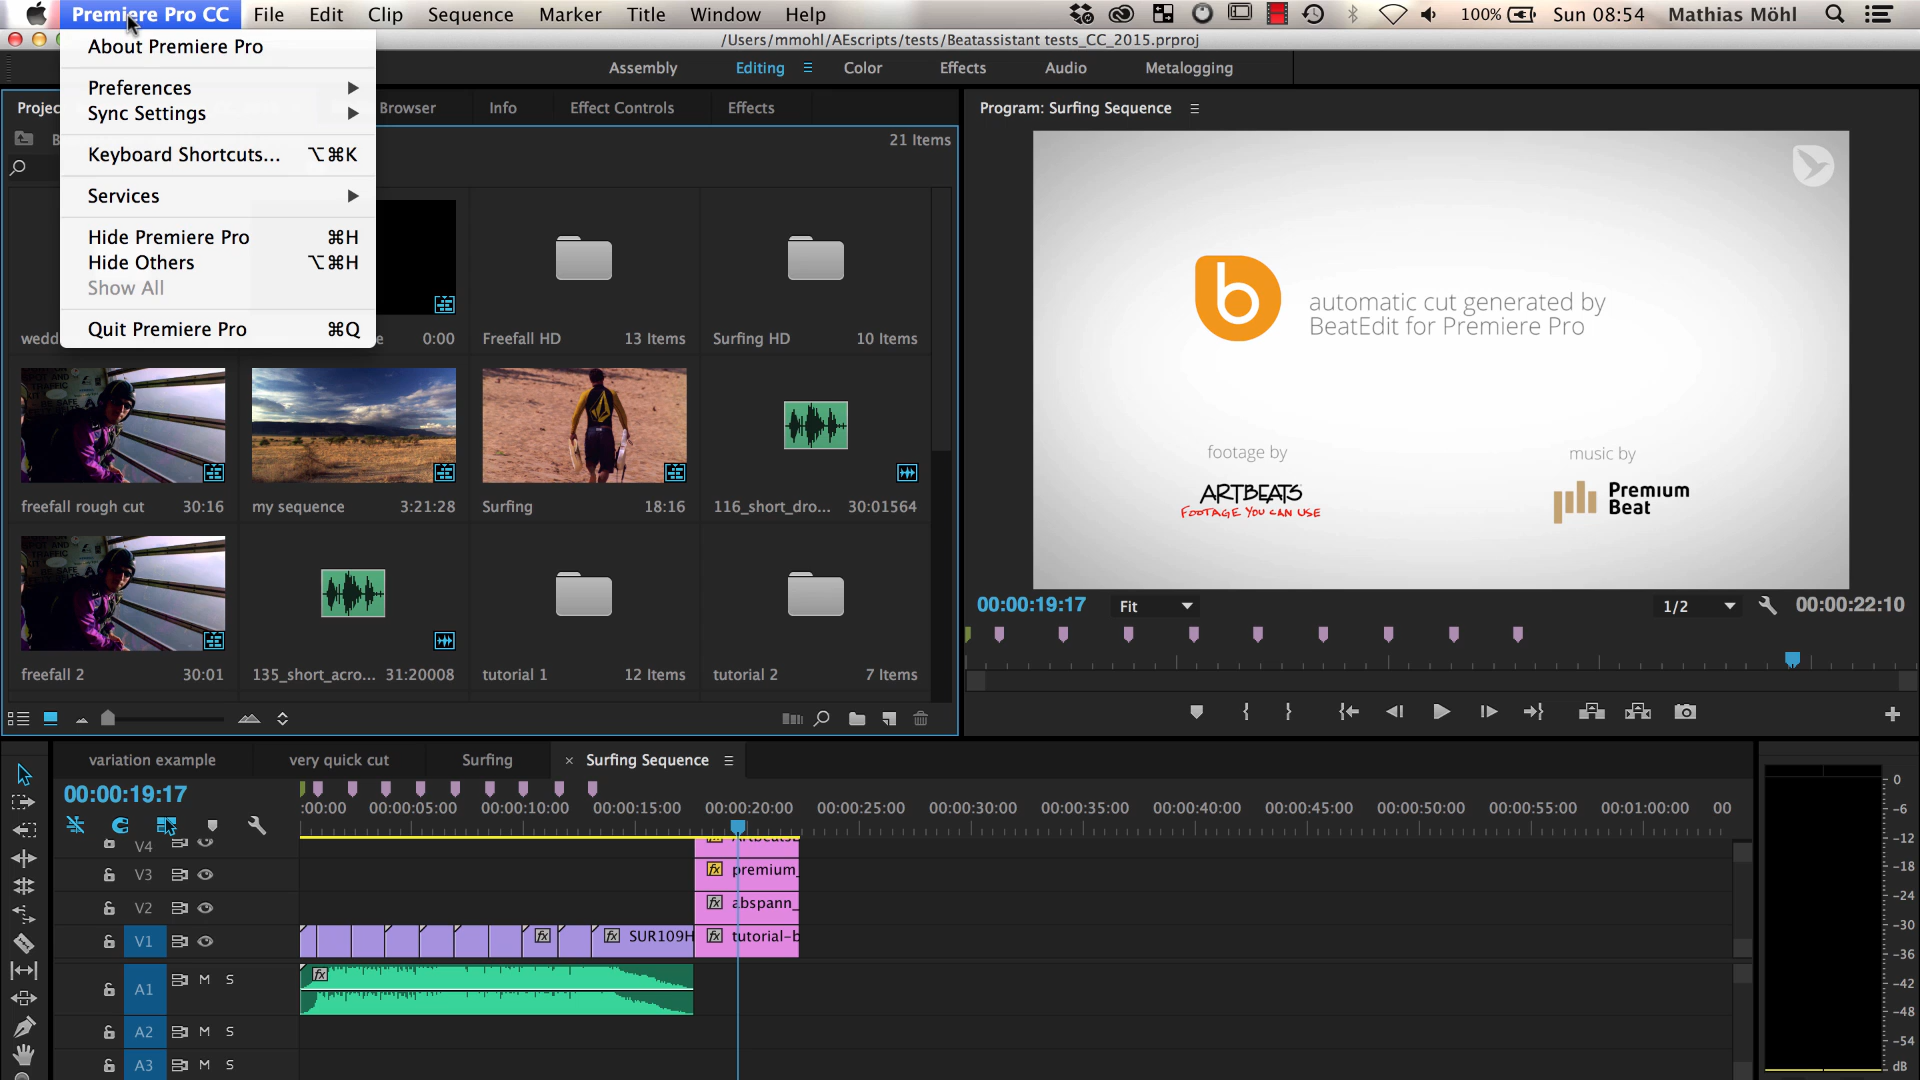 Premiere Pro CC File Edit Clip Sequence Marker Title Window Help 100% Sun 08:54 Mathias Möhl
/Users/mmohl/AEscripts/tests/Beatassistant tests_CC_2015.prproj
About Premiere Pro
Preferences
Sync Settings
Keyboard Shortcuts... ⌥⌘K
Services
Hide Premiere Pro ⌘H
Hide Others ⌥⌘H
Show All
Quit Premiere Pro ⌘Q
Assembly Editing Color Effects Audio Metalogging
Browser Info Effect Controls Effects
21 Items
0:00 Freefall HD 13 Items Surfing HD 10 Items
freefall rough cut 30:16 my sequence 3:21:28 Surfing 18:16 116_short_dro... 30:01564
freefall 2 30:01 135_short_acro... 31:20008 tutorial 1 12 Items tutorial 2 7 Items
Program: Surfing Sequence
b
automatic cut generated by
BeatEdit for Premiere Pro
footage by music by
ARTBEATS
FOOTAGE YOU CAN USE
Premium
Beat
00:00:19:17 Fit 1/2 00:00:22:10
variation example very quick cut Surfing × Surfing Sequence
00:00:19:17
:00:00 00:00:05:00 00:00:10:00 00:00:15:00 00:00:20:00 00:00:25:00 00:00:30:00 00:00:35:00 00:00:40:00 00:00:45:00 00:00:50:00 00:00:55:00 00:01:00:00 00
V4
V3 fx premium_
V2 fx abspann_
V1 fx fx SUR109H fx tutorial-b
A1 M S fx
A2 M S
A3 M S
0
-6
-12
-18
-24
-30
-36
-42
-48
-54
dB